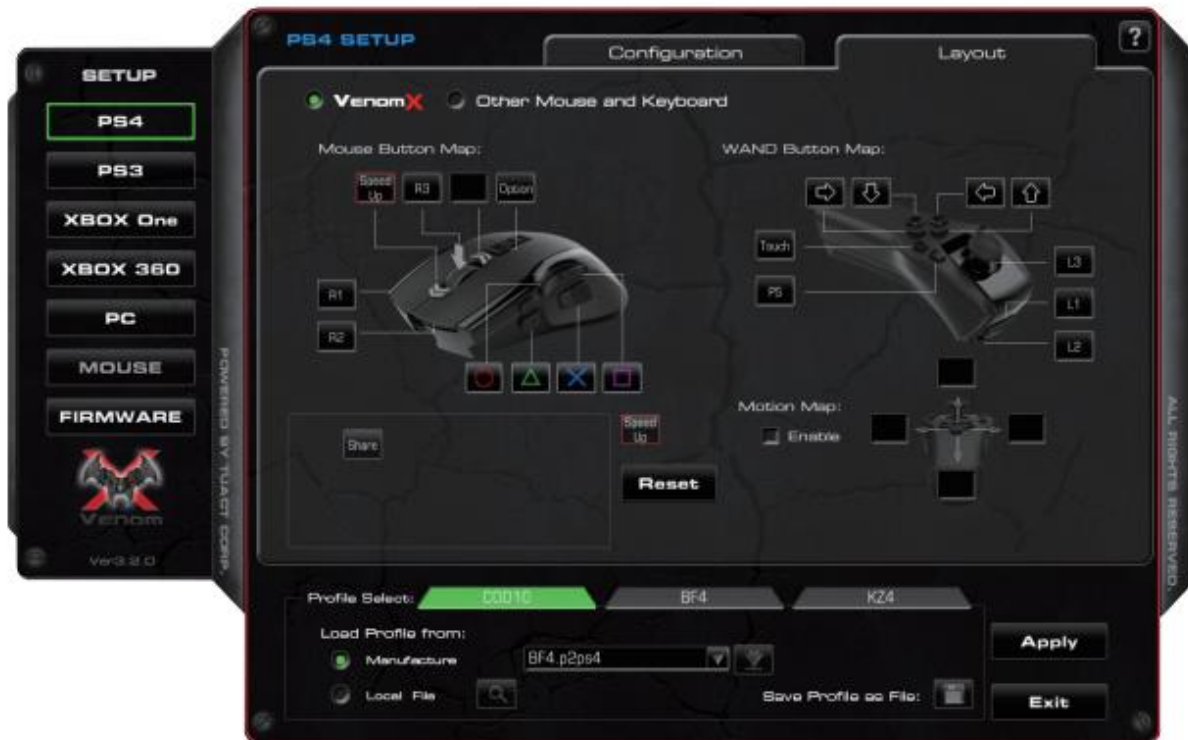 SETUP
PS4
PS3
XBOX One
XBOX 360
PC
MOUSE
FIRMWARE
Venom
Ver3.2.0
POWERED BY TUACT CORP.
PS4 SETUP
Configuration
Layout
?
VenomX
Other Mouse and Keyboard
Mouse Button Map:
Speed Up
R3
Option
R1
R2
WAND Button Map:
Touch
PS
L3
L1
L2
Share
Speed Up
Reset
Motion Map:
Enable
ALL RIGHTS RESERVED.
Profile Select:
COD10
BF4
KZ4
Load Profile from:
Manufacture
BF4.p2ps4
Local File
Save Profile as File:
Apply
Exit